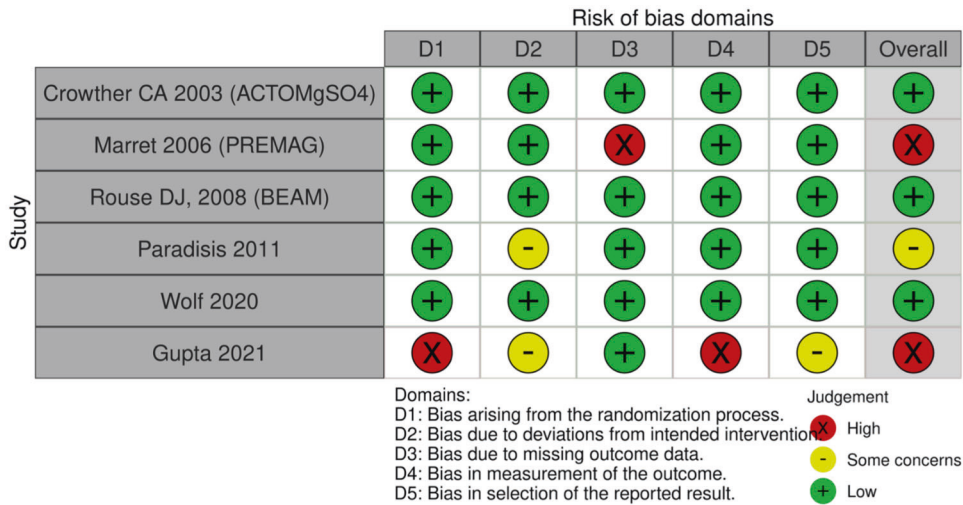 Risk of bias domains
D1 D2 D3 D4 D5 Overall
Study
Crowther CA 2003 (ACTOMgSO4) + + + + + +
Marret 2006 (PREMAG) + + X + + X
Rouse DJ, 2008 (BEAM) + + + + + +
Paradisis 2011 + - + + + -
Wolf 2020 + + + + + +
Gupta 2021 X - + X - X
Domains:
D1: Bias arising from the randomization process.
D2: Bias due to deviations from intended intervention.
D3: Bias due to missing outcome data.
D4: Bias in measurement of the outcome.
D5: Bias in selection of the reported result.
Judgement
X High
- Some concerns
+ Low